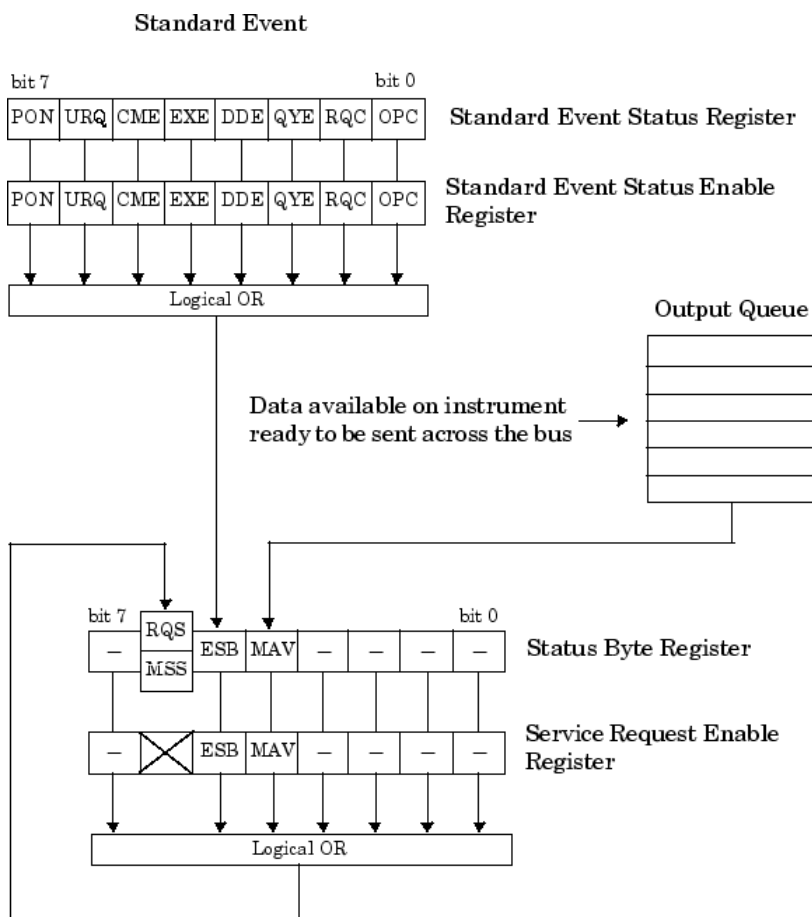 Standard Event
bit 7 bit 0
PON URQ CME EXE DDE QYE RQC OPC
Standard Event Status Register
PON URQ CME EXE DDE QYE RQC OPC
Standard Event Status Enable
Register
Logical OR
Output Queue
Data available on instrument
ready to be sent across the bus
bit 7 bit 0
– RQS MSS ESB MAV – – – –
Status Byte Register
– ESB MAV – – – –
Service Request Enable
Register
Logical OR